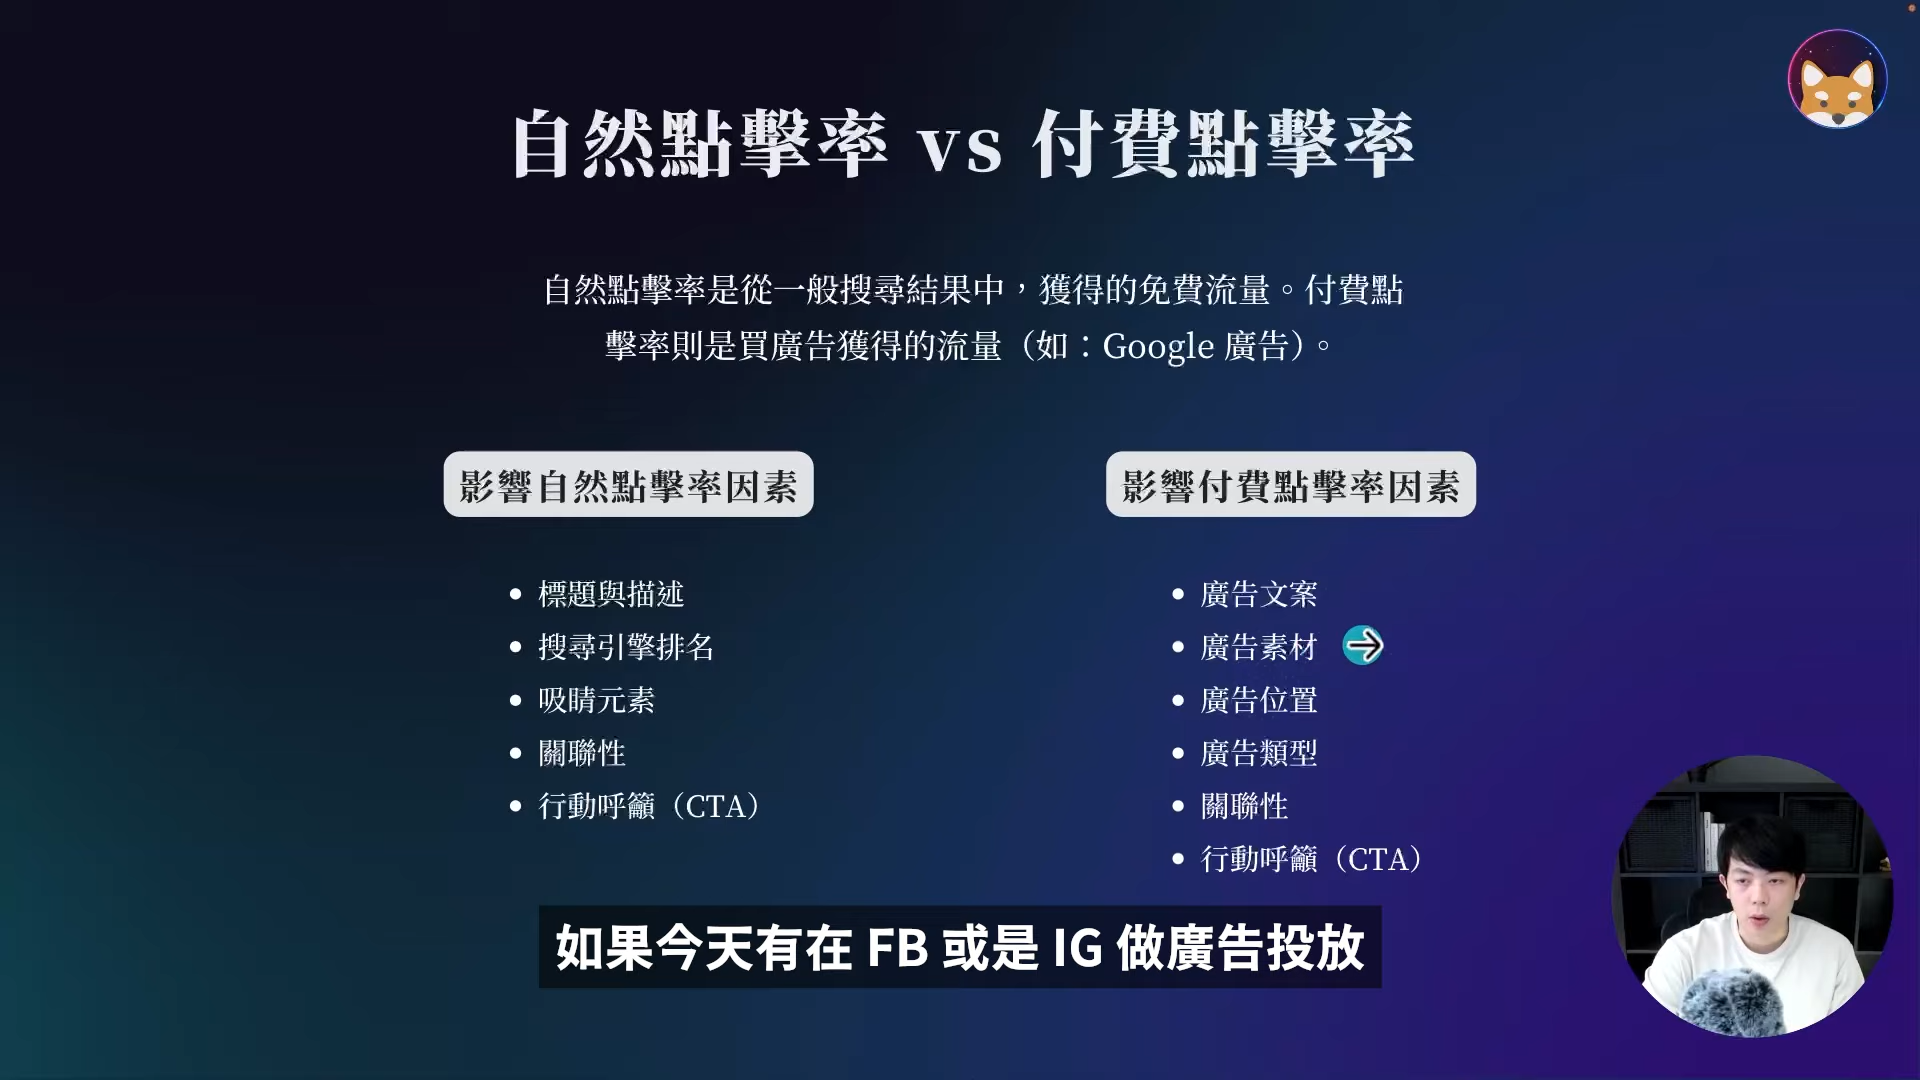 自然點擊率 vs 付費點擊率
自然點擊率是從一般搜尋結果中，獲得的免費流量。付費點
擊率則是買廣告獲得的流量（如：Google 廣告）。
影響自然點擊率因素
標題與描述
搜尋引擎排名
吸睛元素
關聯性
行動呼籲（CTA）
影響付費點擊率因素
廣告文案
廣告素材
廣告位置
廣告類型
關聯性
行動呼籲（CTA）
如果今天有在 FB 或是 IG 做廣告投放